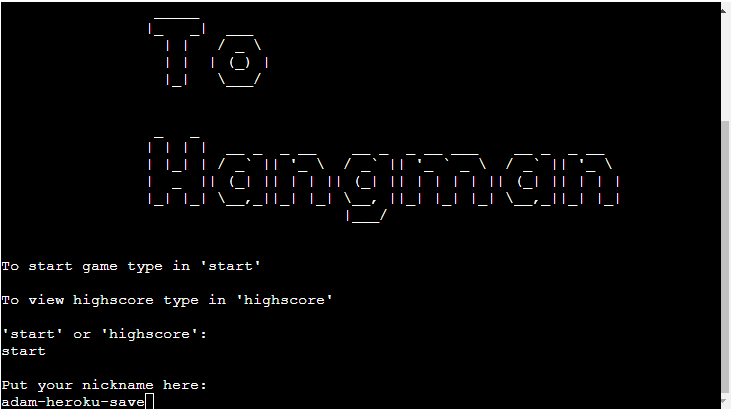 To
Hangman
To start game type in 'start'
To view highscore type in 'highscore'
'start' or 'highscore':
start
Put your nickname here:
adam-heroku-save